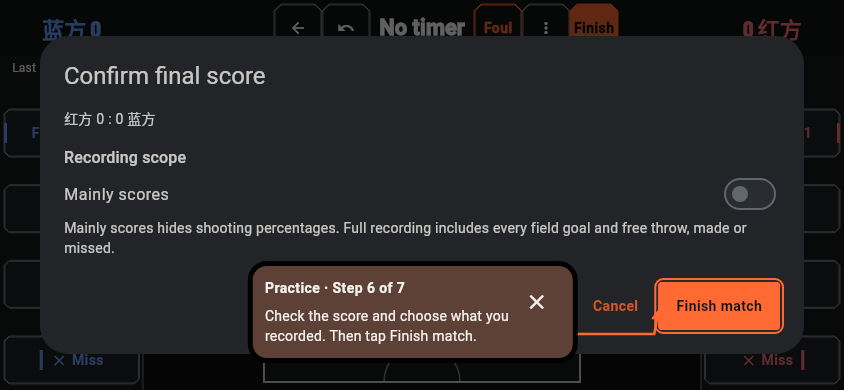 蓝方 0
No timer
Foul
Finish
0 红方
Last
Confirm final score
红方 0 : 0 蓝方
F
1
Recording scope
Mainly scores
Mainly scores hides shooting percentages. Full recording includes every field goal and free throw, made or
missed.
Practice · Step 6 of 7
Check the score and choose what you
recorded. Then tap Finish match.
Cancel
Finish match
Miss
Miss